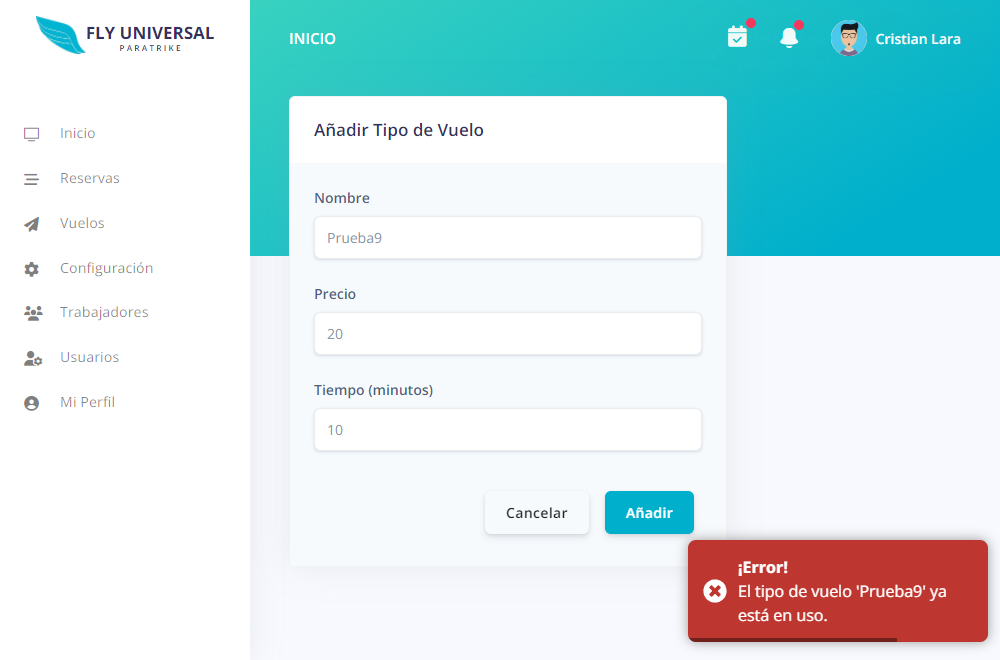 FLY UNIVERSAL
PARATRIKE
INICIO
Cristian Lara
Inicio
Reservas
Vuelos
Configuración
Trabajadores
Usuarios
Mi Perfil
Añadir Tipo de Vuelo
Nombre
Prueba9
Precio
20
Tiempo (minutos)
10
Cancelar
Añadir
¡Error!
El tipo de vuelo 'Prueba9' ya
está en uso.